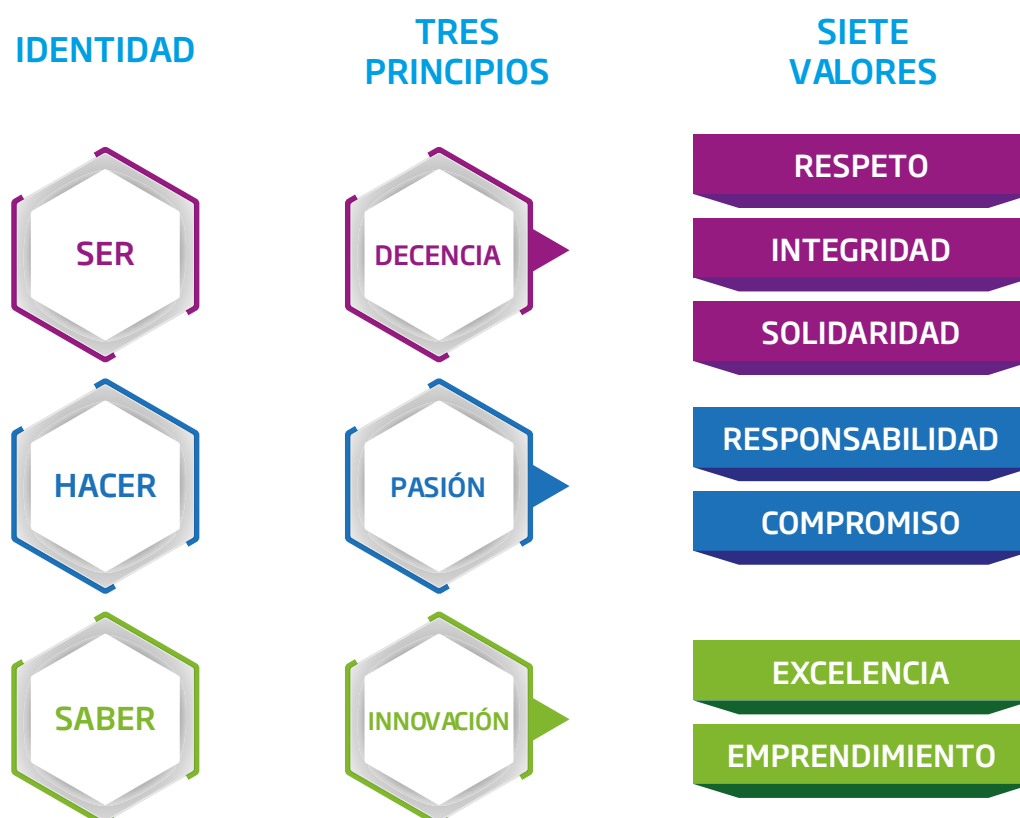 IDENTIDAD
TRES
PRINCIPIOS
SIETE
VALORES
SER
DECENCIA
RESPETO
INTEGRIDAD
SOLIDARIDAD
HACER
PASIÓN
RESPONSABILIDAD
COMPROMISO
SABER
INNOVACIÓN
EXCELENCIA
EMPRENDIMIENTO